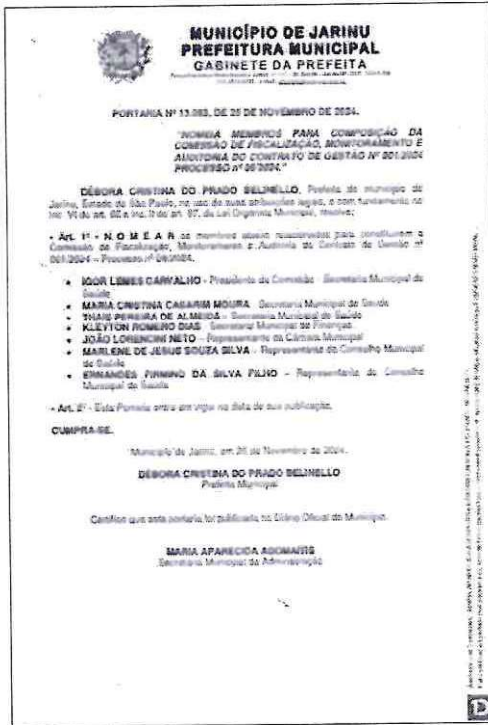 MUNICÍPIO DE JARINU
PREFEITURA MUNICIPAL
GABINETE DA PREFEITA
PORTARIA Nº 13.093, DE 25 DE NOVEMBRO DE 2024.
"NOMEIA MEMBROS PARA COMPOSIÇÃO DA
COMISSÃO DE FISCALIZAÇÃO, MONITORAMENTO E
AUDITORIA DO CONTRATO DE GESTÃO Nº 001/2024
PROCESSO nº 06/2024."
DÉBORA CRISTINA DO PRADO BELINELLO, Prefeita do município de
Jarinu, Estado de São Paulo, no uso de suas atribuições legais, e com fundamento no
inc. VI do art. e inc. II do art. 97, da Lei Orgânica Municipal, resolve;
- Art. 1º - N O M E A R os membros abaixo relacionados para constituírem a
Comissão de Fiscalização, Monitoramento e Auditoria do Contrato de Gestão nº
001/2024 – Processo nº 06/2024.
• IGOR LEMES CARVALHO - Presidente da Comissão - Secretaria Municipal de
Saúde
• MARIA CRISTINA CASARIM MOURA - Secretaria Municipal de Saúde
• THAIS PEREIRA DE ALMEIDA - Secretaria Municipal de Saúde
• KLEYTON ROMERO DIAS - Secretaria Municipal de Finanças
• JOÃO LORENCINI NETO - Representante da Câmara Municipal
• MARLENE DE JESUS SOUZA SILVA - Representante do Conselho Municipal
de Saúde
• ERNANDES FIRMINO DA SILVA FILHO – Representante do Conselho
Municipal de Saúde
- Art. 2º - Esta Portaria entra em vigor na data de sua publicação.
CUMPRA-SE.
Município de Jarinu, em 25 de Novembro de 2024.
DÉBORA CRISTINA DO PRADO BELINELLO
Prefeita Municipal
Certifico que esta portaria foi publicada no Diário Oficial do Município.
MARIA APARECIDA
Secretária Municipal de Administração